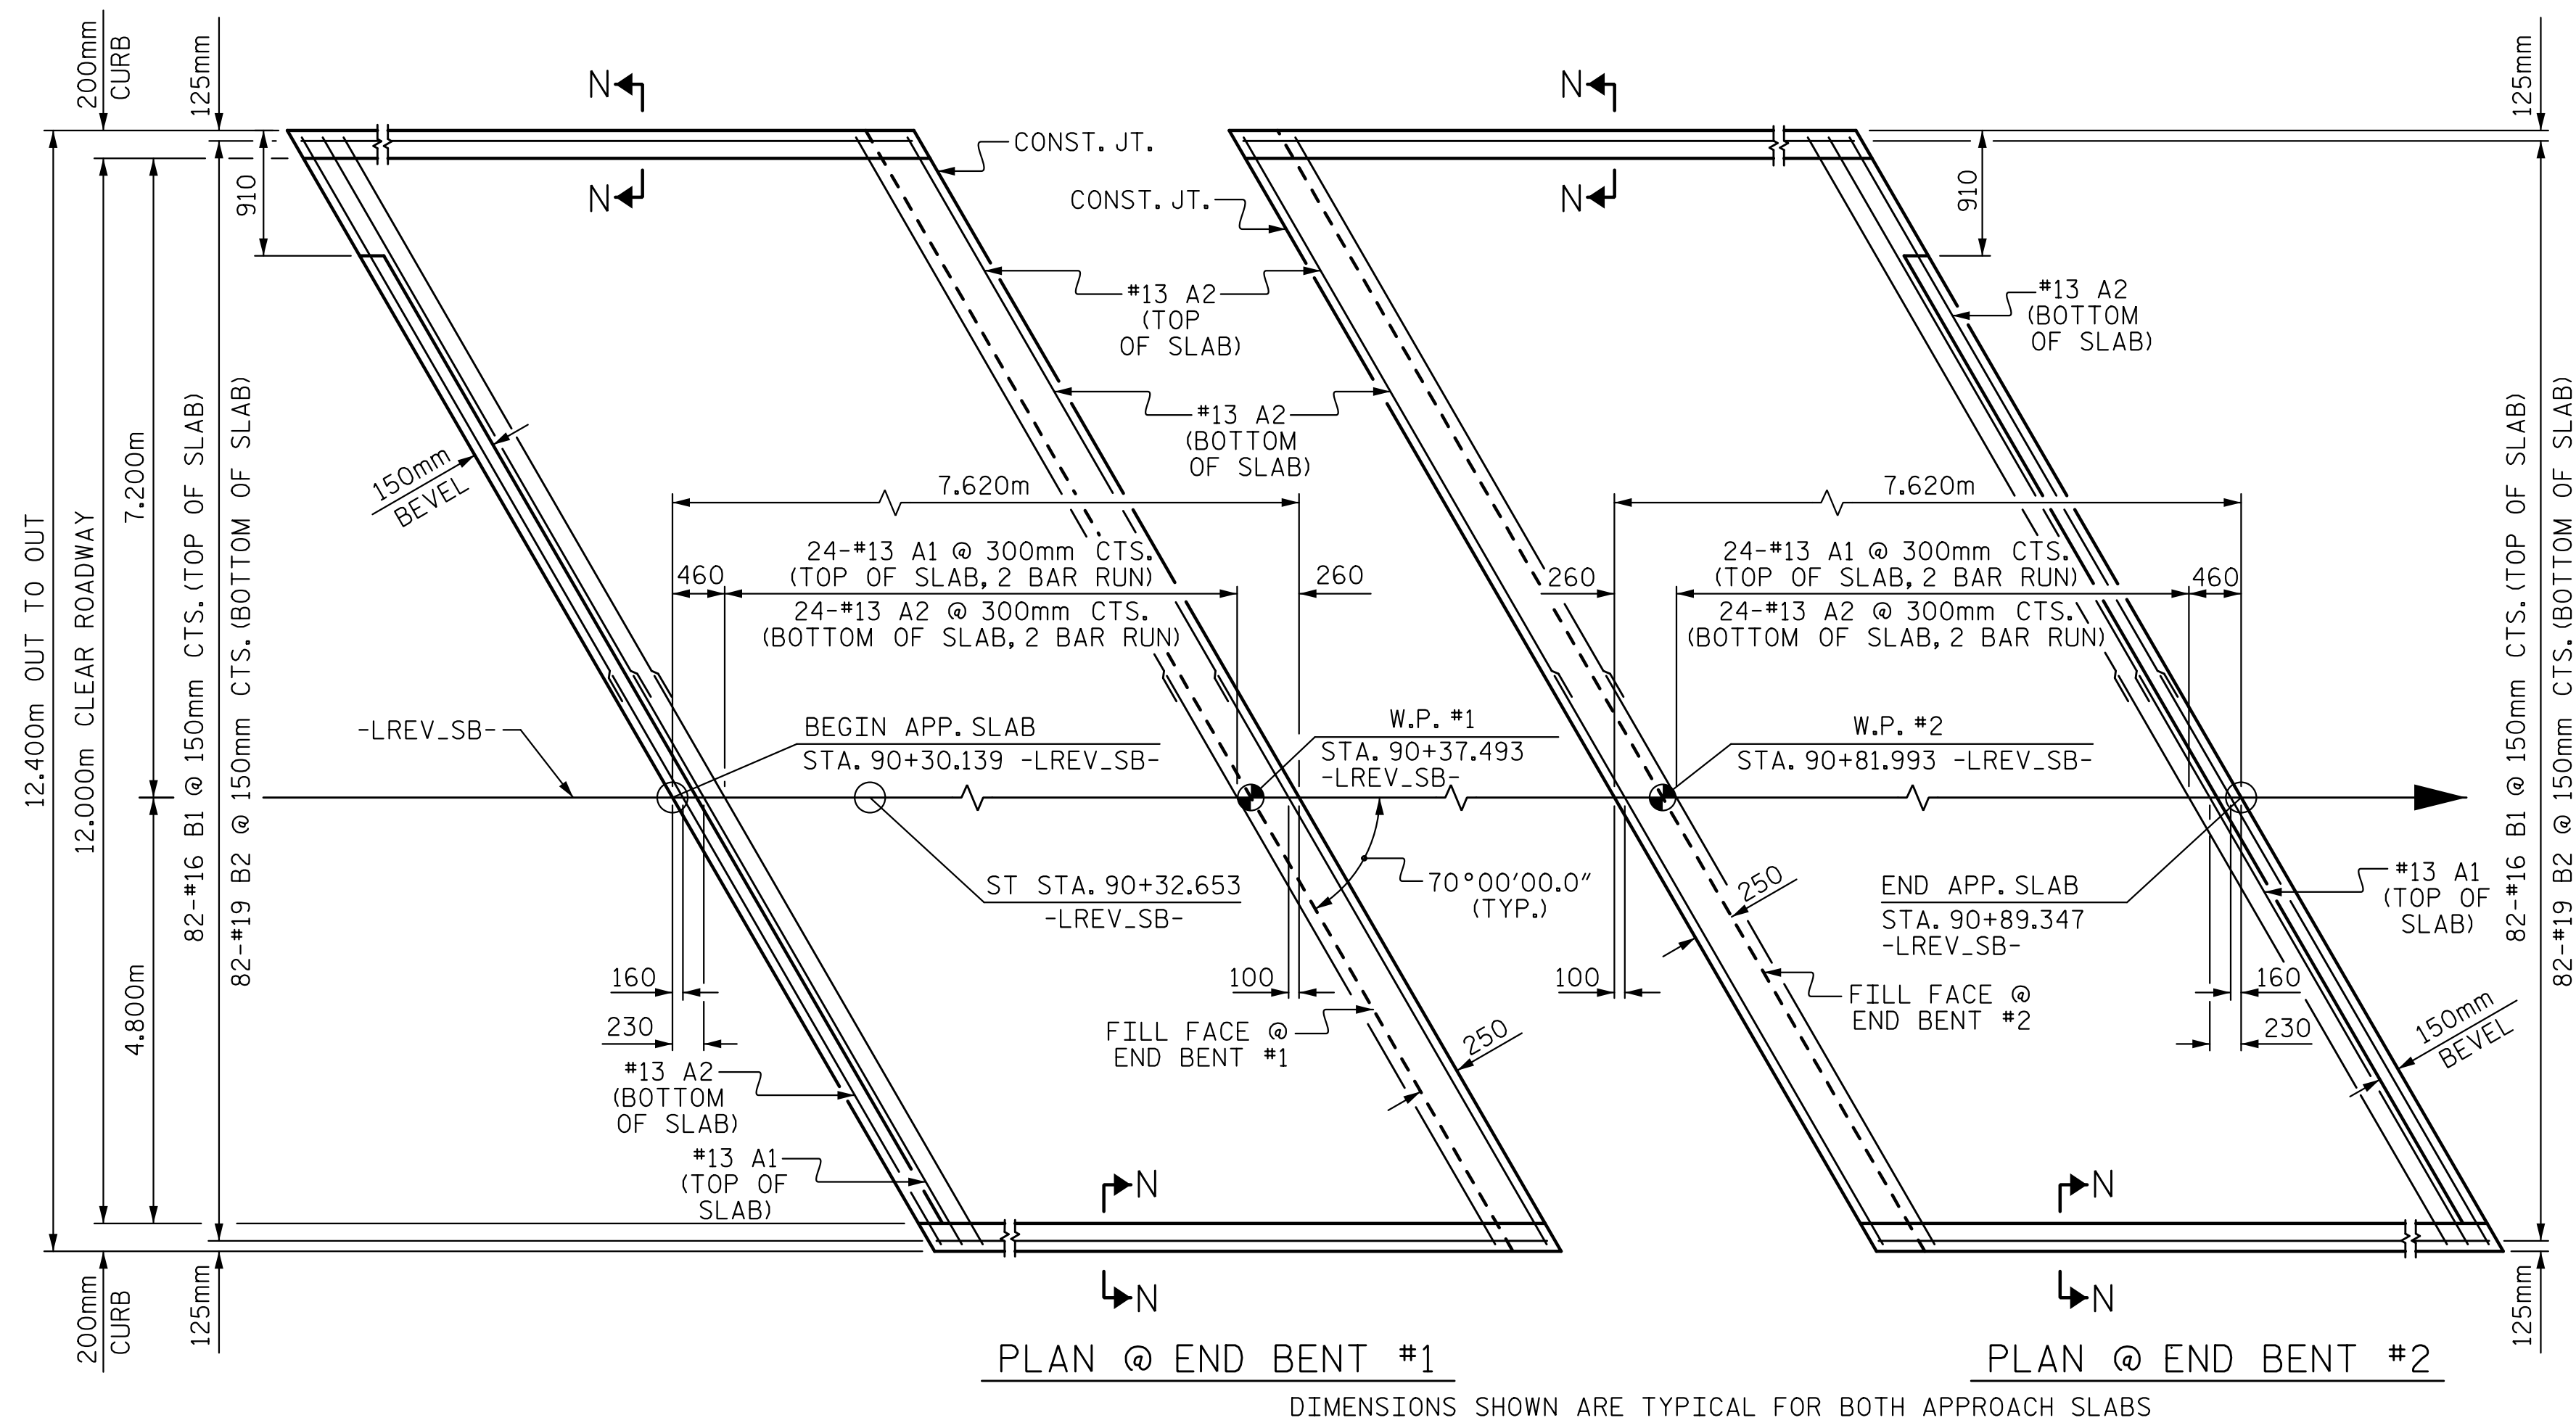 200mm
CURB
125mm
910
12.400m OUT TO OUT
12.000m CLEAR ROADWAY
7.200m
4.800m
82-#16 B1 @ 150mm CTS. (TOP OF SLAB)
82-#19 B2 @ 150mm CTS. (BOTTOM OF SLAB)
200mm
CURB
125mm
N
N
CONST. JT.
CONST. JT.
#13 A2
(TOP
OF SLAB)
#13 A2
(BOTTOM
OF SLAB)
150mm
BEVEL
7.620m
24-#13 A1 @ 300mm CTS.
(TOP OF SLAB, 2 BAR RUN)
460
260
24-#13 A2 @ 300mm CTS.
(BOTTOM OF SLAB, 2 BAR RUN)
-LREV_SB-
BEGIN APP. SLAB
STA. 90+30.139 -LREV_SB-
W.P. #1
STA. 90+37.493
-LREV_SB-
ST STA. 90+32.653
-LREV_SB-
70°00'00.0"
(TYP.)
160
230
100
#13 A2
(BOTTOM
OF SLAB)
#13 A1
(TOP OF
SLAB)
FILL FACE @
END BENT #1
250
N
N
PLAN @ END BENT #1
N
N
125mm
910
#13 A2
(BOTTOM
OF SLAB)
7.620m
24-#13 A1 @ 300mm CTS.
(TOP OF SLAB, 2 BAR RUN)
260
460
24-#13 A2 @ 300mm CTS.
(BOTTOM OF SLAB, 2 BAR RUN)
W.P. #2
STA. 90+81.993 -LREV_SB-
250
END APP. SLAB
STA. 90+89.347
-LREV_SB-
#13 A1
(TOP OF
SLAB)
100
FILL FACE @
END BENT #2
160
230
150mm
BEVEL
82-#16 B1 @ 150mm CTS. (TOP OF SLAB)
82-#19 B2 @ 150mm CTS. (BOTTOM OF SLAB)
N
N
125mm
PLAN @ END BENT #2
DIMENSIONS SHOWN ARE TYPICAL FOR BOTH APPROACH SLABS